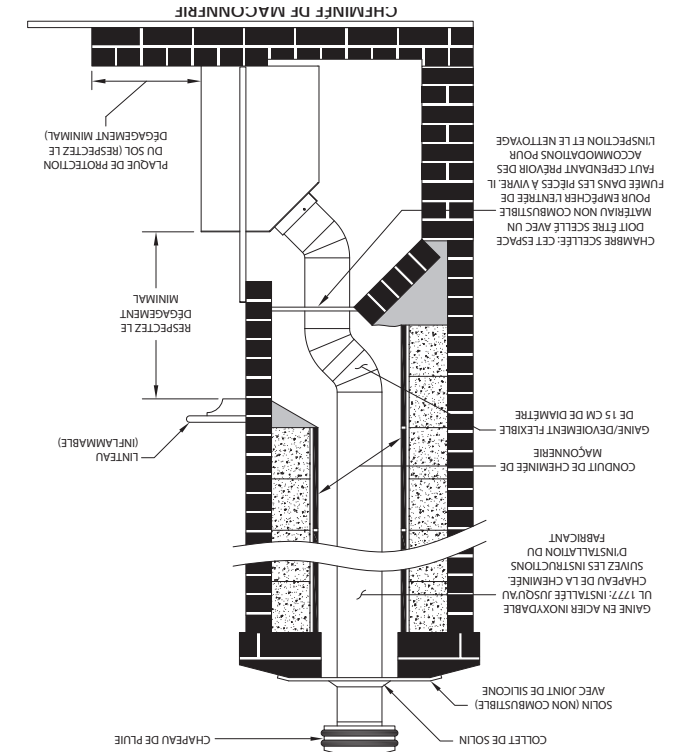 COLLET DE SOLIN
CHAPEAU DE PLUIE
SOLIN (NON COMBUSTIBLE)
AVEC JOINT DE SILICONE
GAINE EN ACIER INOXYDABLE
UL 1777: INSTALLÉE JUSQU'AU
CHAPEAU DE LA CHEMINÉE.
SUIVEZ LES INSTRUCTIONS
D'INSTALLATION DU
FABRICANT
CONDUIT DE CHEMINÉE DE
MAÇONNERIE
GAINE/DEVOIEMENT FLEXIBLE
DE 15 CM DE DIAMÈTRE
LINTEAU
(INFLAMMABLE)
RESPECTEZ LE
DÉGAGEMENT
MINIMAL
CHAMBRE SCELLÉE: CET ESPACE
DOIT ÊTRE SCELLÉ AVEC UN
MATÉRIAU NON COMBUSTIBLE
POUR EMPÊCHER L'ENTRÉE DE
FUMÉE DANS LES PIÈCES À VIVRE. IL
FAUT CEPENDANT PRÉVOIR DES
ACCOMMODATIONS POUR
L'INSPECTION ET LE NETTOYAGE
PLAQUE DE PROTECTION
DU SOL (RESPECTEZ LE
DÉGAGEMENT MINIMAL)
CHEMINÉE DE MAÇONNERIE